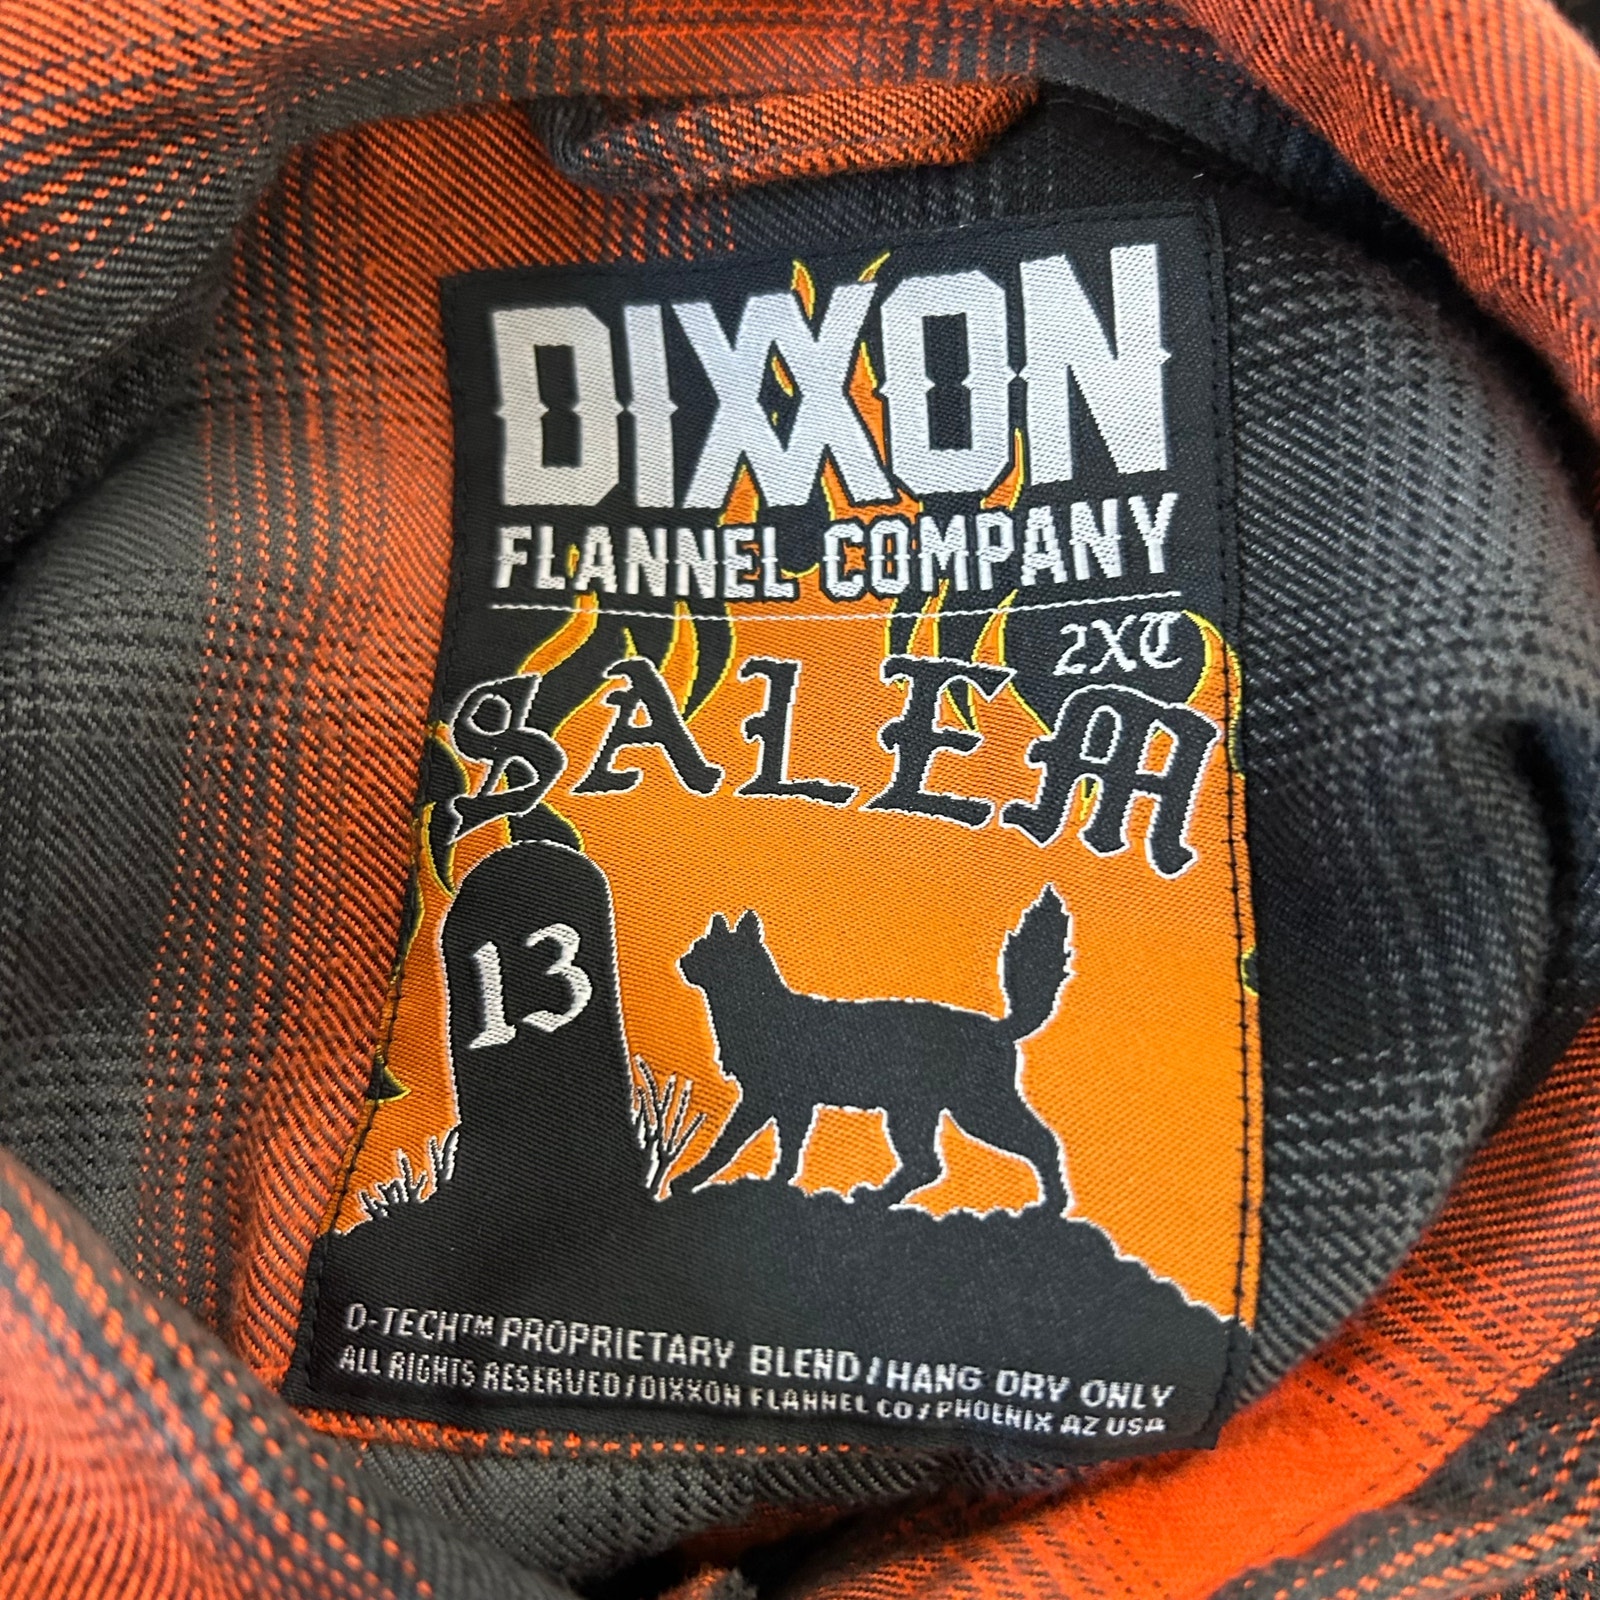 DIXXON
FLANNEL COMPANY
2XT
SALEM
13
D-TECH™ PROPRIETARY BLEND / HANG DRY ONLY
ALL RIGHTS RESERVED / DIXXON FLANNEL CO / PHOENIX AZ USA